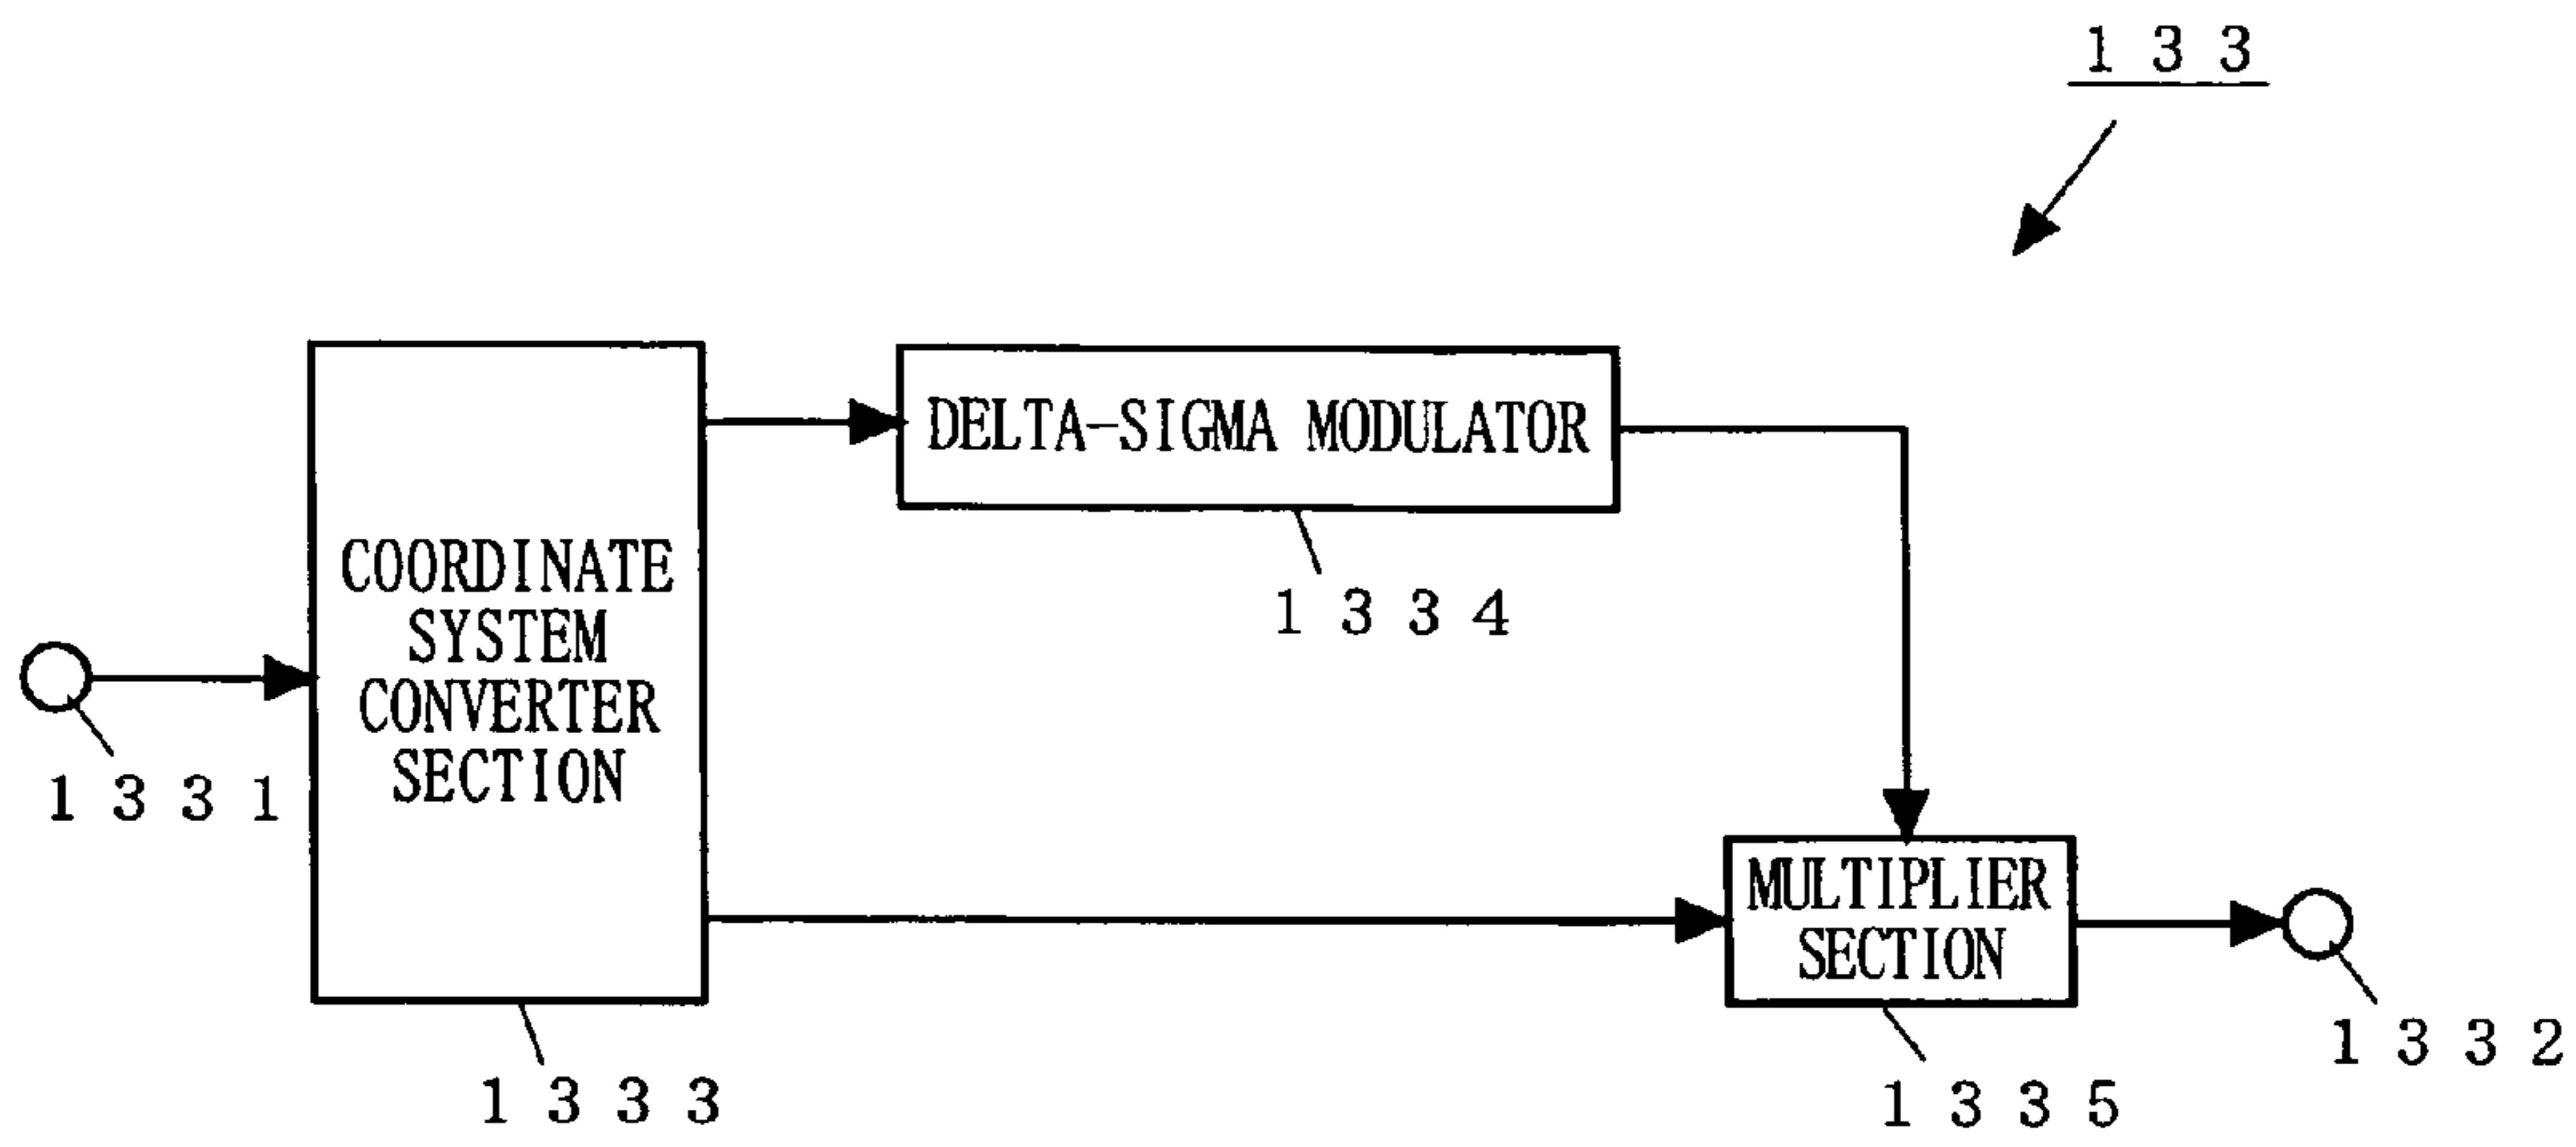 1 3 3
DELTA-SIGMA MODULATOR
1 3 3 4
COORDINATE
SYSTEM
CONVERTER
SECTION
1 3 3 1
MULTIPLIER
SECTION
1 3 3 2
1 3 3 3
1 3 3 5